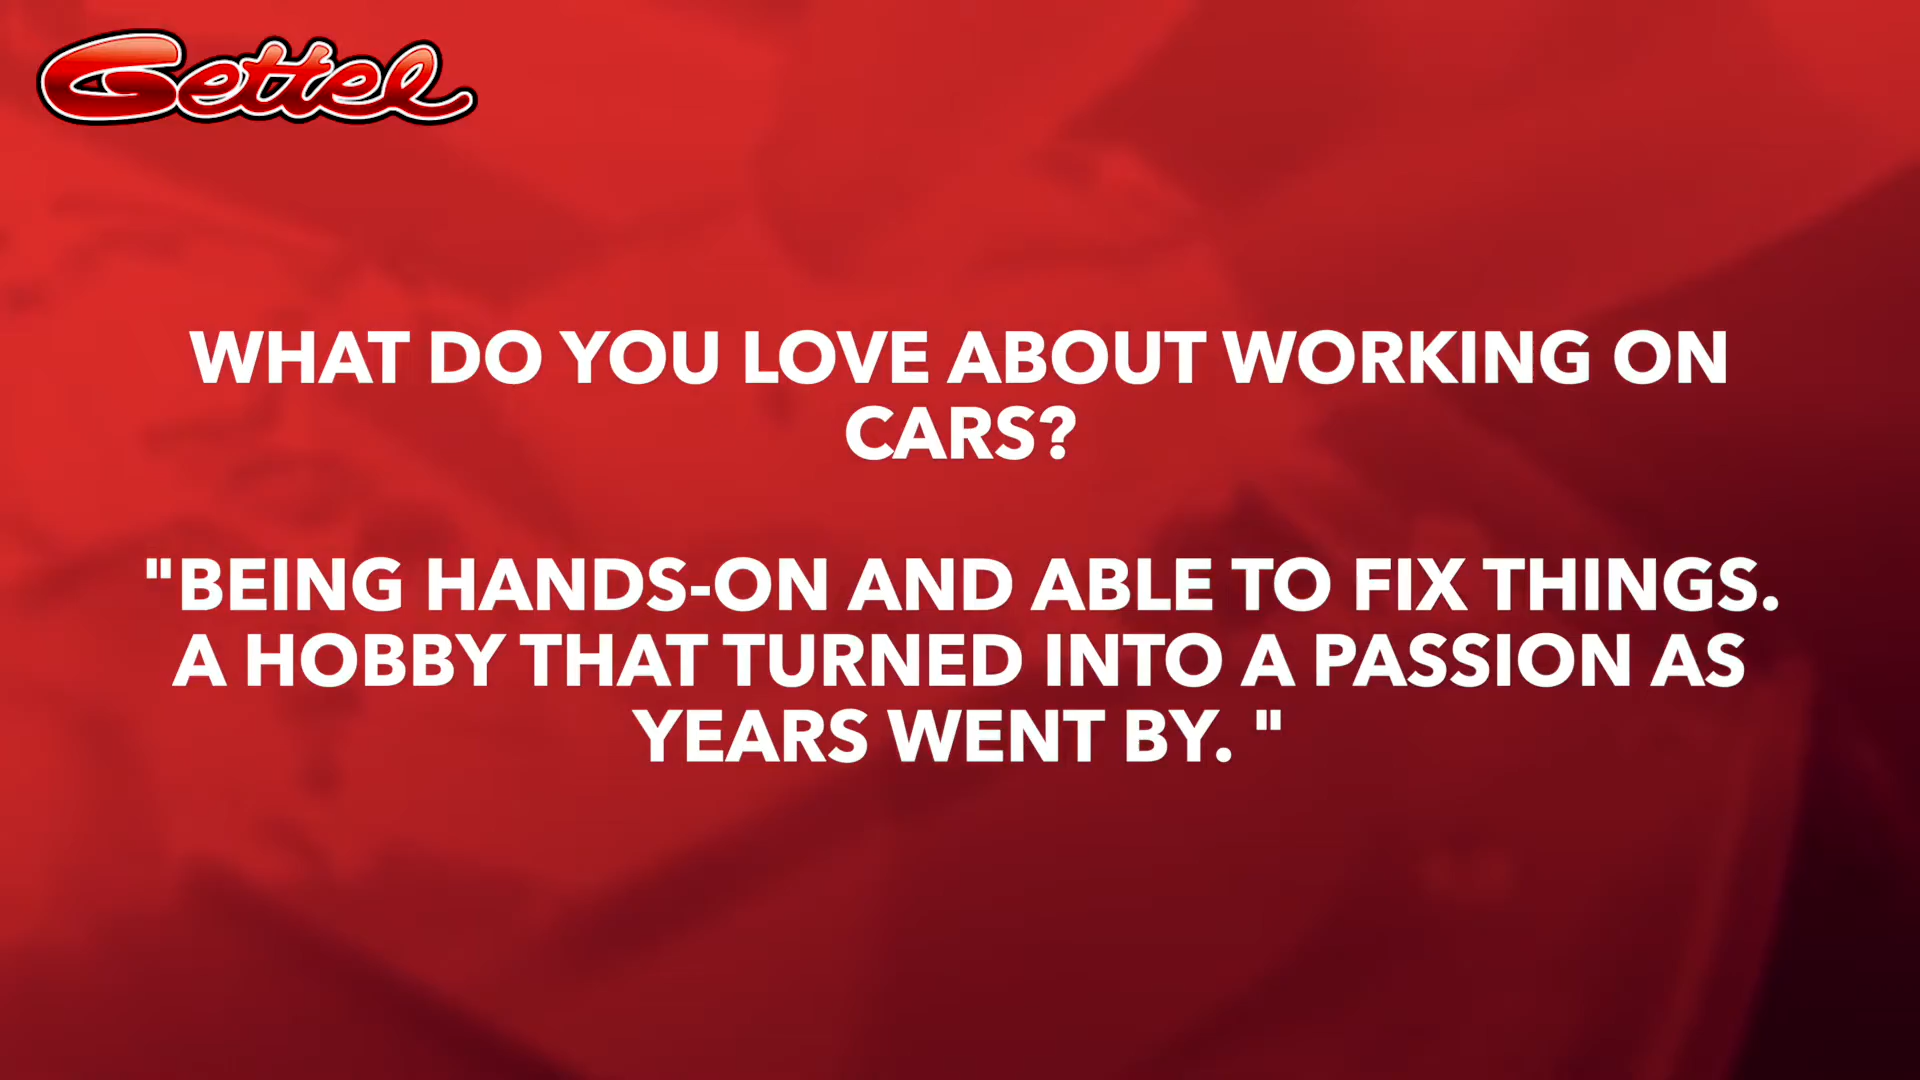 Gettel
WHAT DO YOU LOVE ABOUT WORKING ON
CARS?
"BEING HANDS-ON AND ABLE TO FIX THINGS.
A HOBBY THAT TURNED INTO A PASSION AS
YEARS WENT BY. "